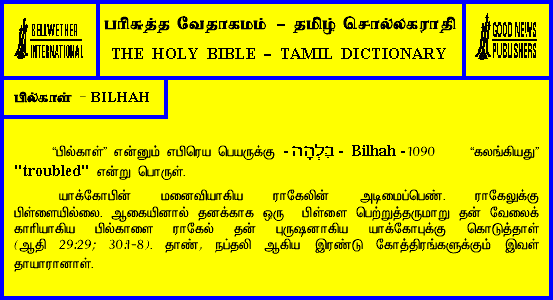 BELLWETHER
INTERNATIONAL
பரிசுத்த வேதாகமம் - தமிழ் சொல்லகராதி
THE HOLY BIBLE - TAMIL DICTIONARY
GOOD NEWS
PUBLISHERS
பில்காள் - BILHAH
"பில்காள்" என்னும் எபிரெய பெயருக்கு - בִּלְהָה - Bilhah -1090 "கலங்கியது"
"troubled" என்று பொருள்.
யாக்கோபின் மனைவியாகிய ராகேலின் அடிமைப்பெண். ராகேலுக்கு
பிள்ளையில்லை. ஆகையினால் தனக்காக ஒரு பிள்ளை பெற்றுத்தருமாறு தன் வேலைக்
காரியாகிய பில்காளை ராகேல் தன் புருஷனாகிய யாக்கோபுக்கு கொடுத்தாள்
(ஆதி 29:29; 30:1-8). தாண், நப்தலி ஆகிய இரண்டு கோத்திரங்களுக்கும் இவள்
தாயாரானாள்.